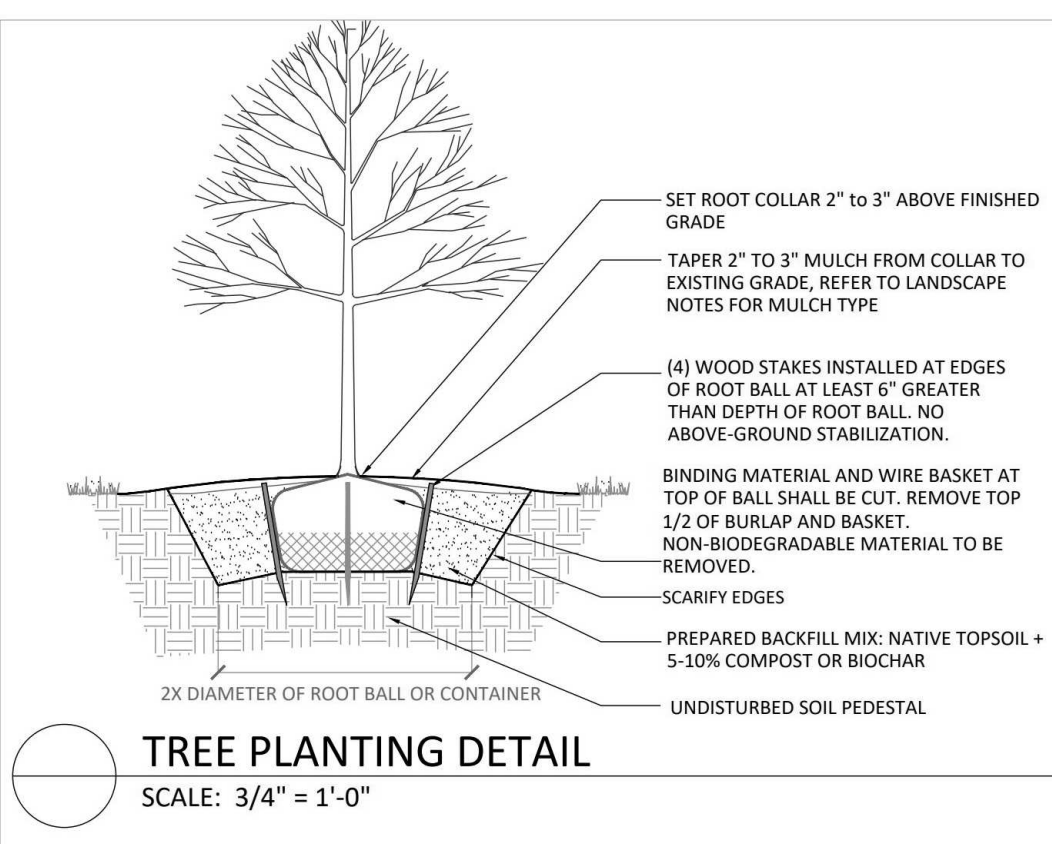 SET ROOT COLLAR 2" to 3" ABOVE FINISHED
GRADE
TAPER 2" TO 3" MULCH FROM COLLAR TO
EXISTING GRADE, REFER TO LANDSCAPE
NOTES FOR MULCH TYPE
(4) WOOD STAKES INSTALLED AT EDGES
OF ROOT BALL AT LEAST 6" GREATER
THAN DEPTH OF ROOT BALL. NO
ABOVE-GROUND STABILIZATION.
BINDING MATERIAL AND WIRE BASKET AT
TOP OF BALL SHALL BE CUT. REMOVE TOP
1/2 OF BURLAP AND BASKET.
NON-BIODEGRADABLE MATERIAL TO BE
REMOVED.
SCARIFY EDGES
PREPARED BACKFILL MIX: NATIVE TOPSOIL +
5-10% COMPOST OR BIOCHAR
UNDISTURBED SOIL PEDESTAL
2X DIAMETER OF ROOT BALL OR CONTAINER
TREE PLANTING DETAIL
SCALE: 3/4" = 1'-0"